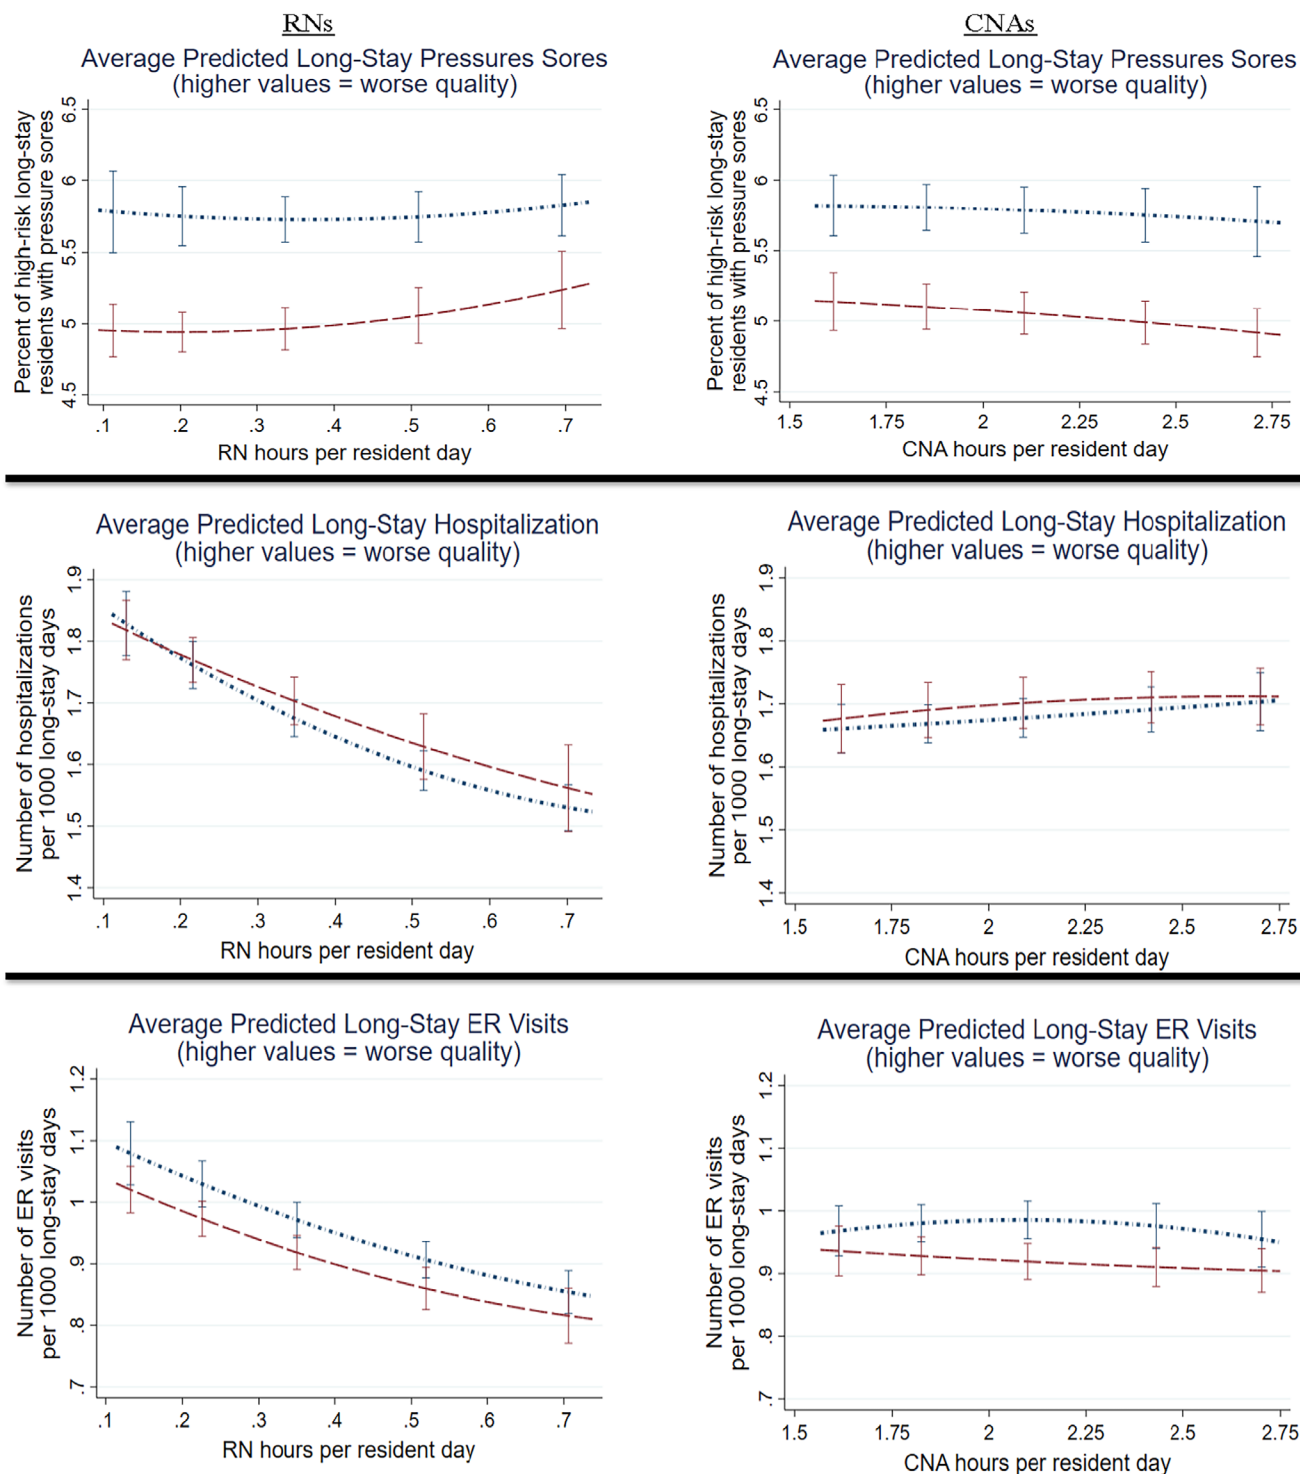 RNs
CNAs
Average Predicted Long-Stay Pressures Sores
(higher values = worse quality)
Percent of high-risk long-stay
residents with pressure sores
6.5
6
5.5
5
4.5
.1 .2 .3 .4 .5 .6 .7
RN hours per resident day
Average Predicted Long-Stay Pressures Sores
(higher values = worse quality)
Percent of high-risk long-stay
residents with pressure sores
6.5
6
5.5
5
4.5
1.5 1.75 2 2.25 2.5 2.75
CNA hours per resident day
Average Predicted Long-Stay Hospitalization
(higher values = worse quality)
Number of hospitalizations
per 1000 long-stay days
1.9
1.8
1.7
1.6
1.5
1.4
.1 .2 .3 .4 .5 .6 .7
RN hours per resident day
Average Predicted Long-Stay Hospitalization
(higher values = worse quality)
Number of hospitalizations
per 1000 long-stay days
1.9
1.8
1.7
1.6
1.5
1.4
1.5 1.75 2 2.25 2.5 2.75
CNA hours per resident day
Average Predicted Long-Stay ER Visits
(higher values = worse quality)
Number of ER visits
per 1000 long-stay days
1.2
1.1
1
.9
.8
.7
.1 .2 .3 .4 .5 .6 .7
RN hours per resident day
Average Predicted Long-Stay ER Visits
(higher values = worse quality)
Number of ER visits
per 1000 long-stay days
1.2
1.1
1
.9
.8
.7
1.5 1.75 2 2.25 2.5 2.75
CNA hours per resident day